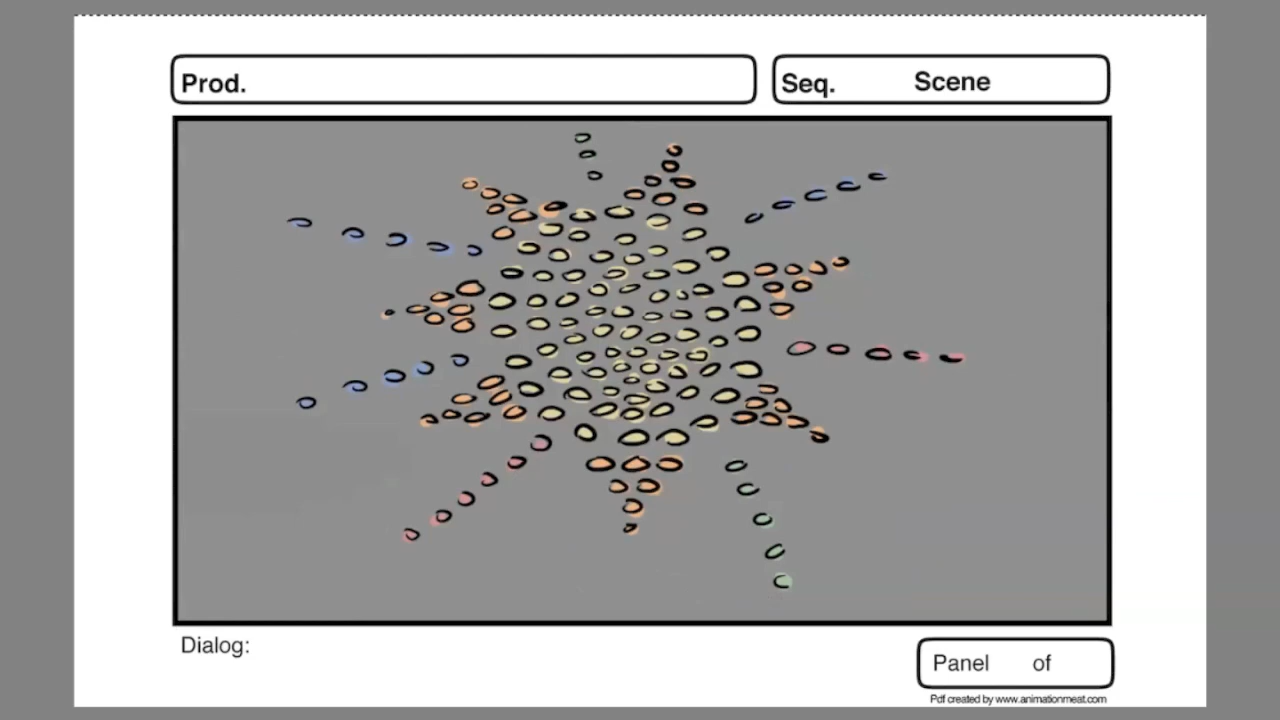 Prod.
Seq. Scene
Dialog:
Panel of
Pdf created by www.animationmeat.com